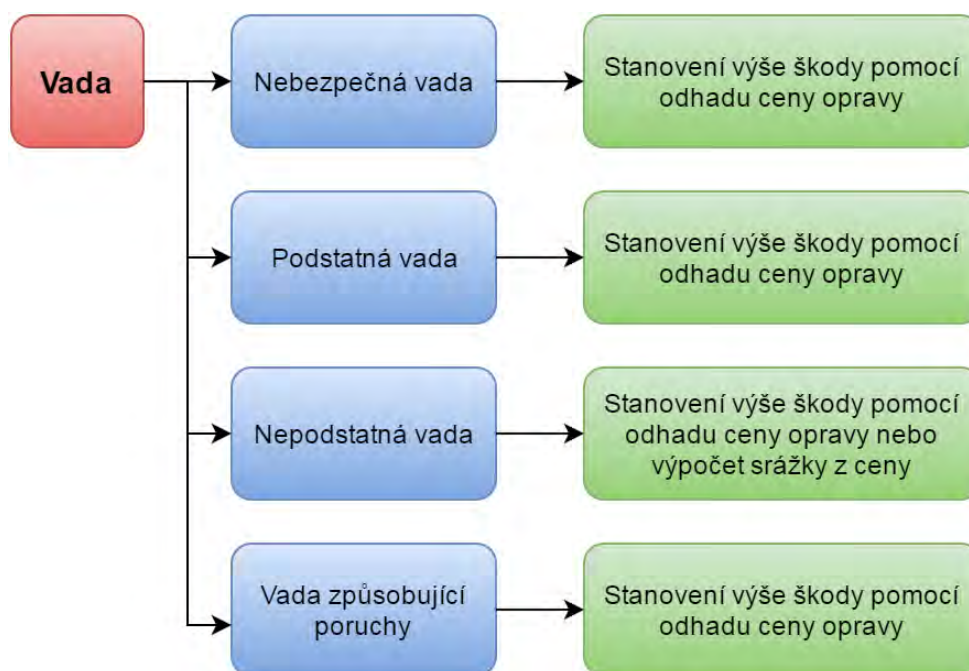 Vada
Nebezpečná vada
Stanovení výše škody pomocí
odhadu ceny opravy
Podstatná vada
Stanovení výše škody pomocí
odhadu ceny opravy
Nepodstatná vada
Stanovení výše škody pomocí
odhadu ceny opravy nebo
výpočet srážky z ceny
Vada způsobující
poruchy
Stanovení výše škody pomocí
odhadu ceny opravy